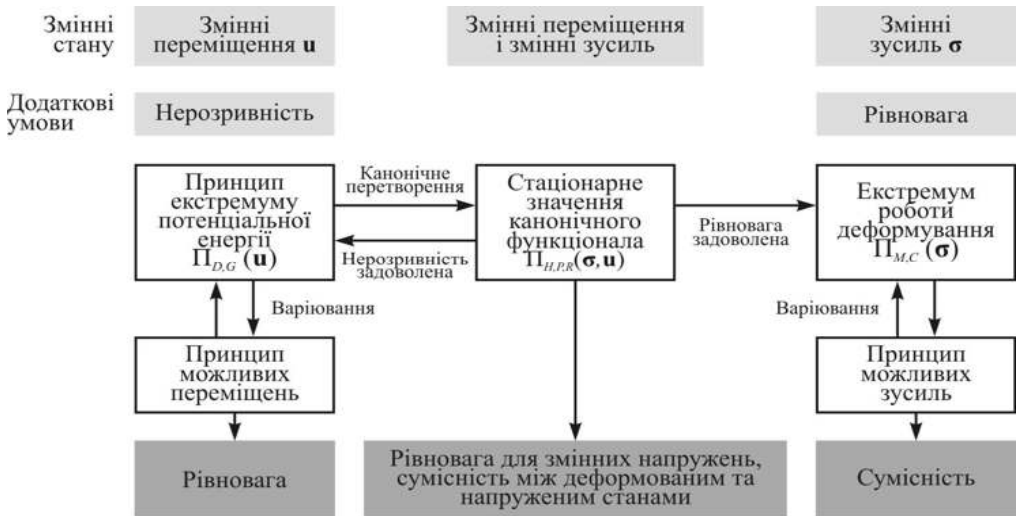 Змінні
стану
Змінні
переміщення u
Змінні переміщення
і змінні зусиль
Змінні
зусиль σ
Додаткові
умови
Нерозривність
Рівновага
Принцип
екстремуму
потенціальної
енергії
Π_{D,G} (u)
Канонічне
перетворення
Нерозривність
задоволена
Стаціонарне
значення
канонічного
функціонала
Π_{H,P,R}(σ,u)
Рівновага
задоволена
Екстремум
роботи
деформування
Π_{M,C} (σ)
Варіювання
Варіювання
Принцип
можливих
переміщень
Принцип
можливих
зусиль
Рівновага
Рівновага для змінних напружень,
сумісність між деформованим та
напруженим станами
Сумісність